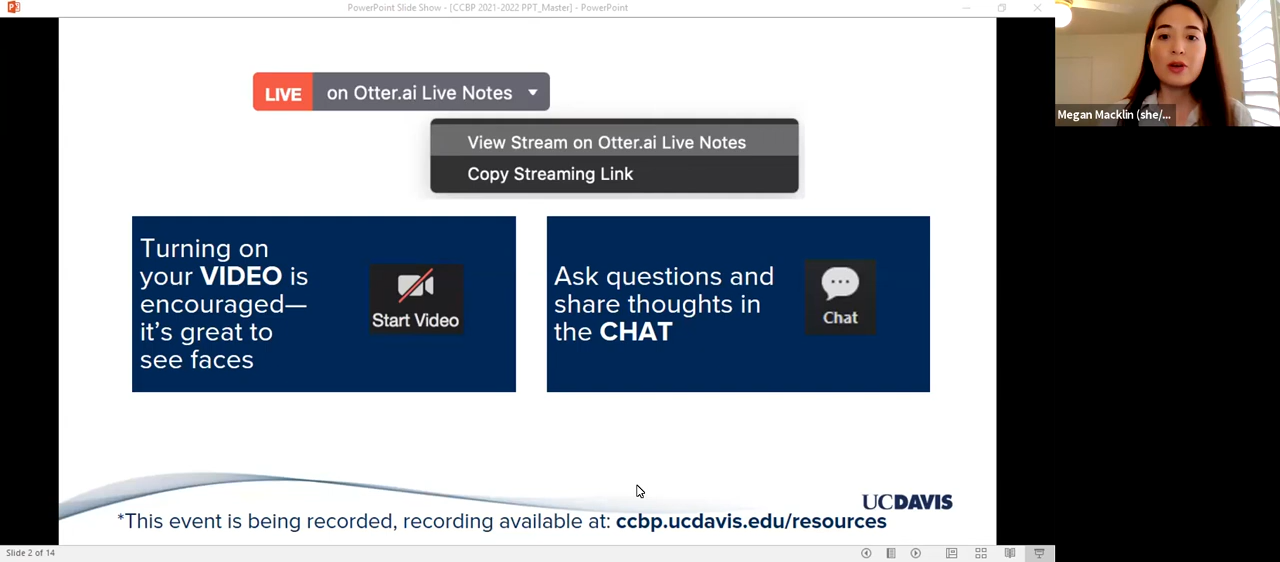 PowerPoint Slide Show - [CCBP 2021-2022 PPT_Master] - PowerPoint
LIVE on Otter.ai Live Notes
View Stream on Otter.ai Live Notes
Copy Streaming Link
Turning on
your VIDEO is
encouraged—
it's great to
see faces
Start Video
Ask questions and
share thoughts in
the CHAT
Chat
UCDAVIS
*This event is being recorded, recording available at: ccbp.ucdavis.edu/resources
Slide 2 of 14
Megan Macklin (she/...